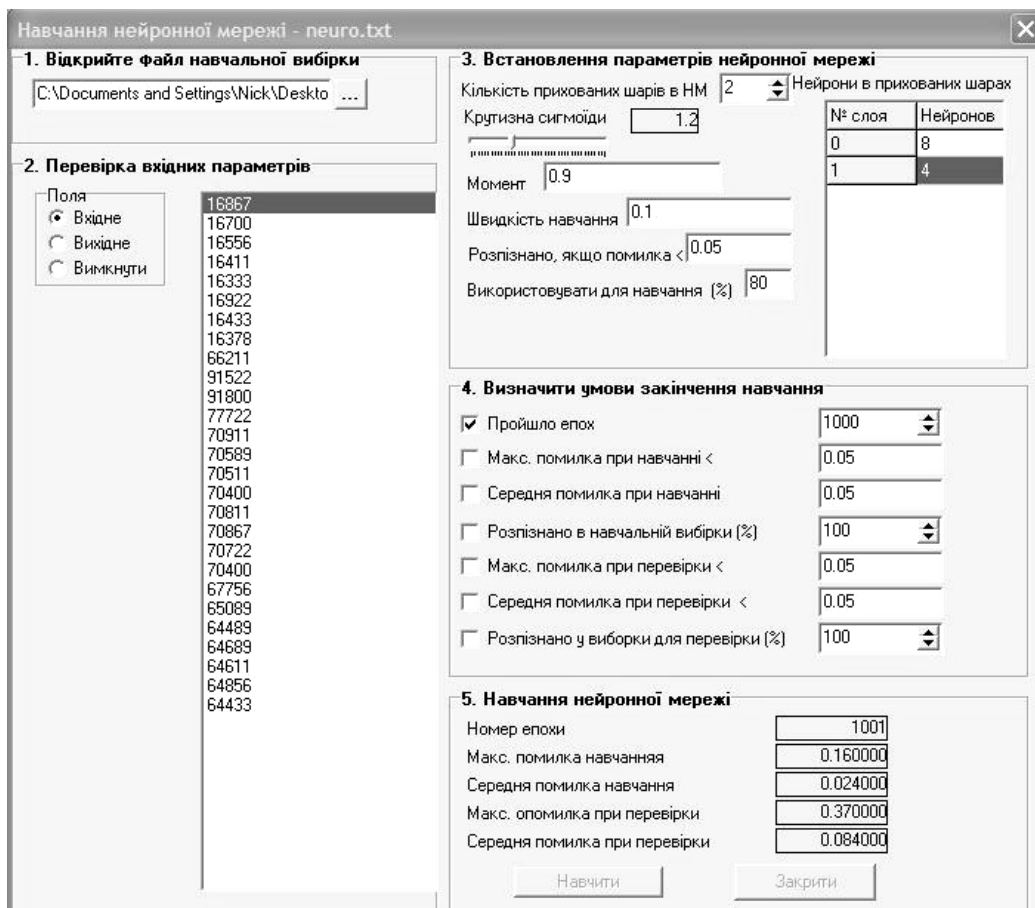 Навчання нейронної мережі - neuro.txt
1. Відкрийте файл навчальної вибірки
C:\Documents and Settings\Nick\Deskto ...
2. Перевірка вхідних параметрів
Поля
Вхідне
Вихідне
Вимкнути
16867
16700
16556
16411
16333
16922
16433
16378
66211
91522
91800
77722
70911
70589
70511
70400
70811
70867
70722
70400
67756
65089
64489
64689
64611
64856
64433
3. Встановлення параметрів нейронної мережі
Кількість прихованих шарів в НМ 2
Крутизна сигмоїди 1.2
Момент 0.9
Швидкість навчання 0.1
Розпізнано, якщо помилка < 0.05
Використовувати для навчання (%) 80
Нейрони в прихованих шарах
№ слоя Нейронов
0 8
1 4
4. Визначити умови закінчення навчання
Пройшло епох 1000
Макс. помилка при навчанні < 0.05
Середня помилка при навчанні 0.05
Розпізнано в навчальній вибірки (%) 100
Макс. помилка при перевірки < 0.05
Середня помилка при перевірки < 0.05
Розпізнано у виборки для перевірки (%) 100
5. Навчання нейронної мережі
Номер епохи 1001
Макс. помилка навчанняя 0.160000
Середня помилка навчання 0.024000
Макс. опомилка при перевірки 0.370000
Середня помилка при перевірки 0.084000
Навчити Закрити